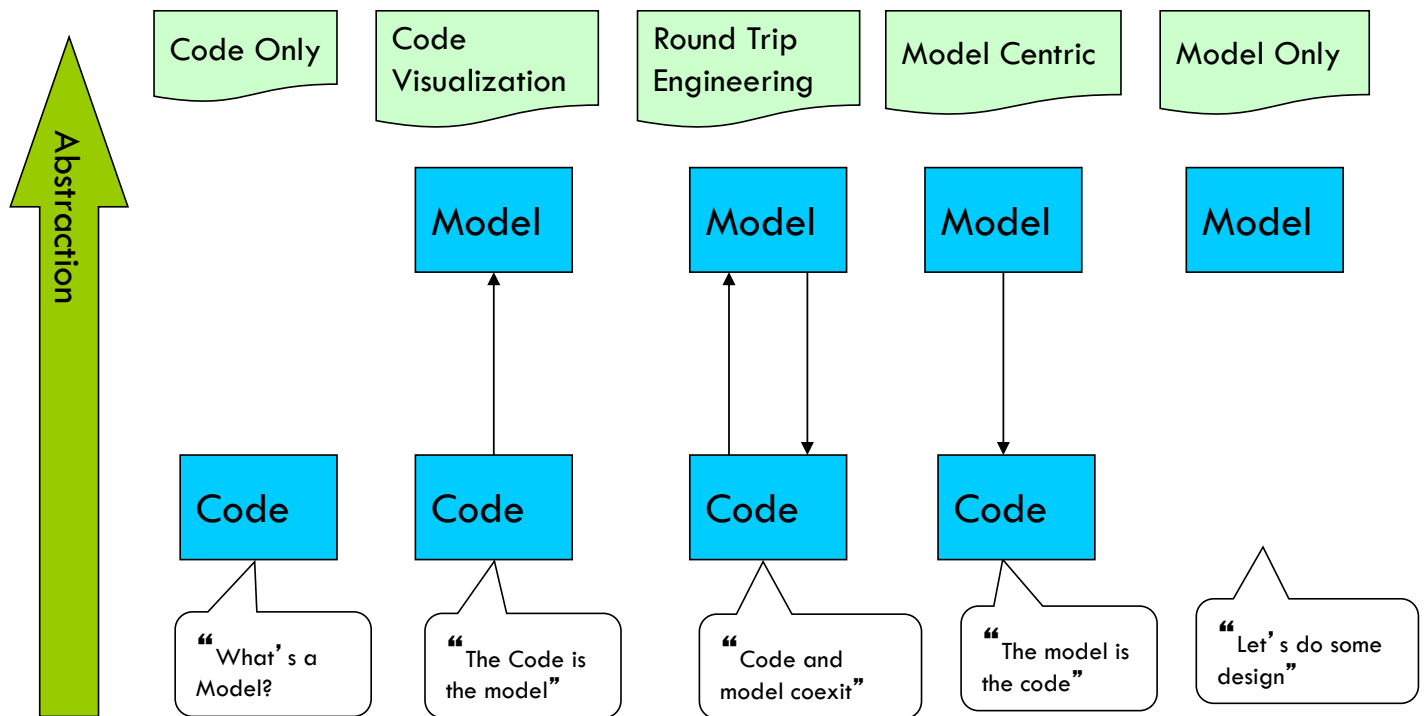 Code Only
Code
Visualization
Round Trip
Engineering
Model Centric
Model Only
Abstraction
Model
Model
Model
Model
Code
Code
Code
Code
“What’s a
Model?
“The Code is
the model”
“Code and
model coexit”
“The model is
the code”
“Let’s do some
design”